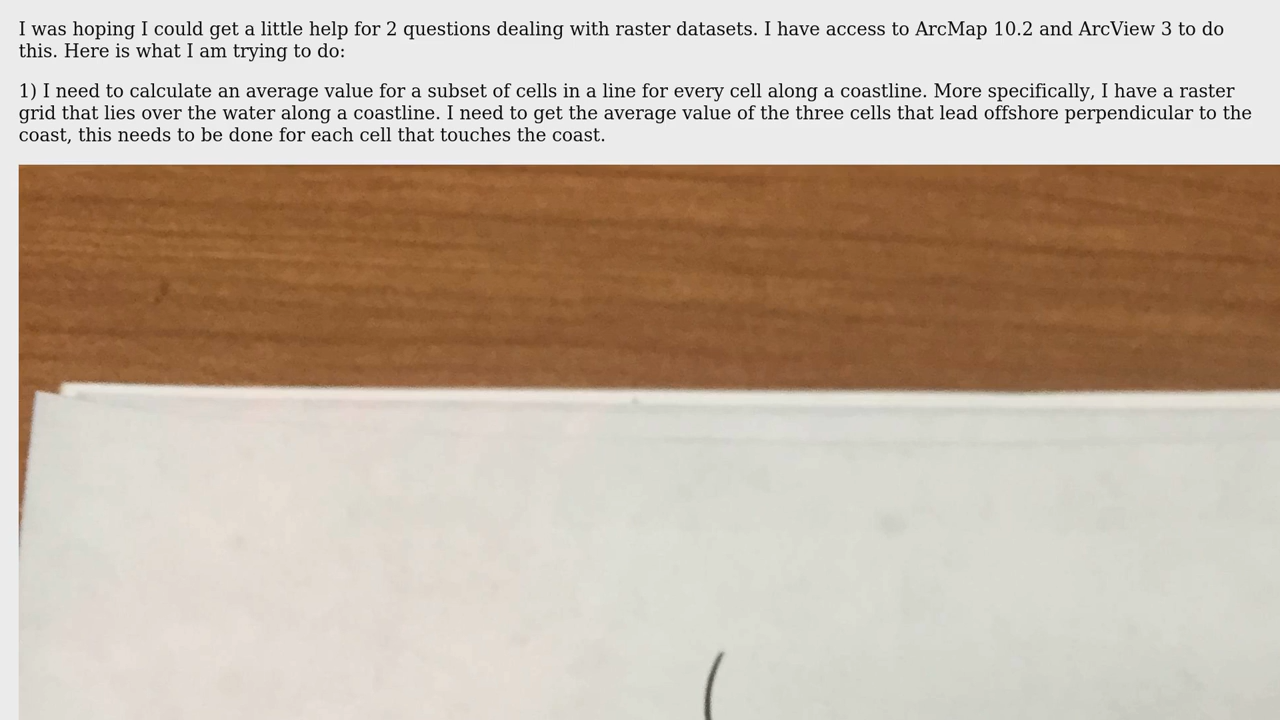 I was hoping I could get a little help for 2 questions dealing with raster datasets. I have access to ArcMap 10.2 and ArcView 3 to do
this. Here is what I am trying to do:
1) I need to calculate an average value for a subset of cells in a line for every cell along a coastline. More specifically, I have a raster
grid that lies over the water along a coastline. I need to get the average value of the three cells that lead offshore perpendicular to the
coast, this needs to be done for each cell that touches the coast.